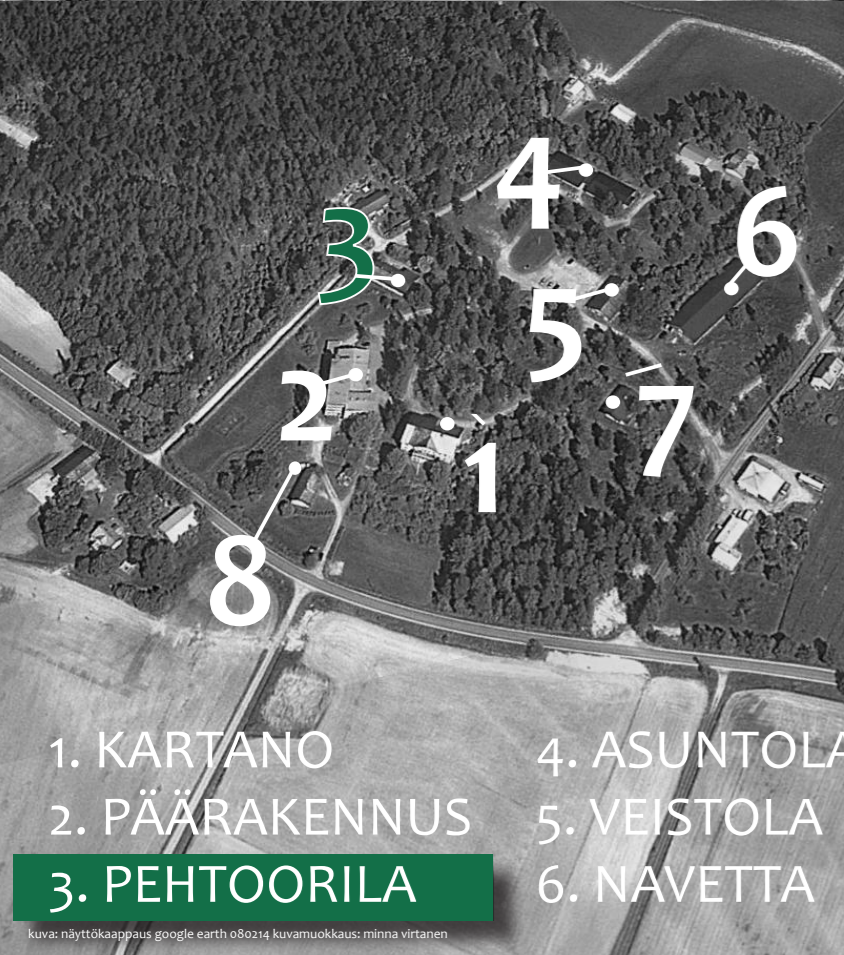 4
6
3
5
2
7
1
8
1. KARTANO
2. PÄÄRAKENNUS
3. PEHTOORILA
4. ASUNTOLA
5. VEISTOLA
6. NAVETTA
kuva: näyttökaappaus google earth 080214 kuvamuokkaus: minna virtanen